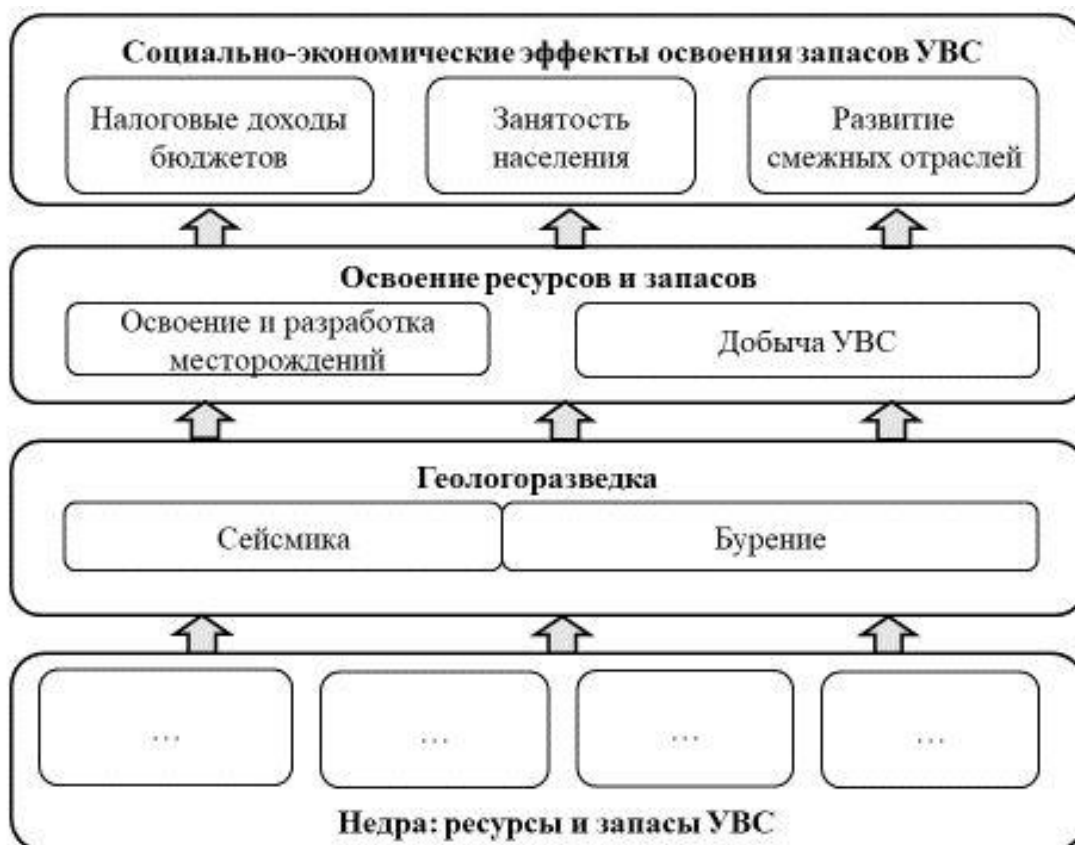 Социально-экономические эффекты освоения запасов УВС
Налоговые доходы
бюджетов
Занятость
населения
Развитие
смежных отраслей
Освоение ресурсов и запасов
Освоение и разработка
месторождений
Добыча УВС
Геологоразведка
Сейсмика
Бурение
...
...
...
...
Недра: ресурсы и запасы УВС